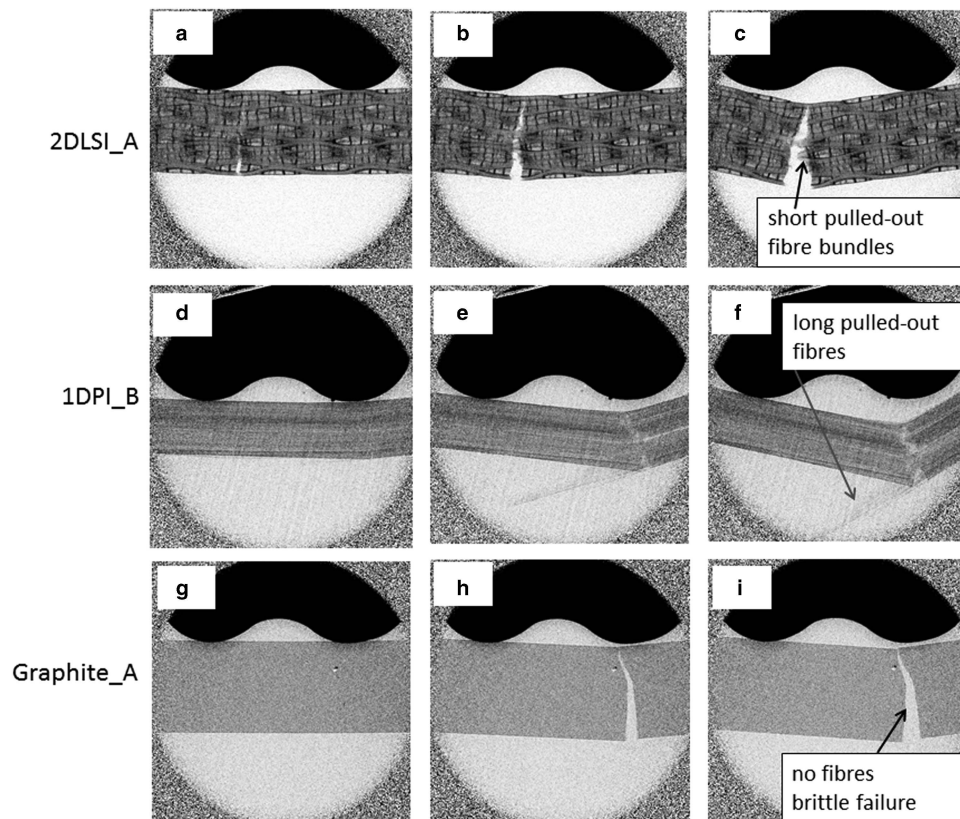 a
b
c
2DLSI_A
short pulled-out
fibre bundles
d
e
f
long pulled-out
fibres
1DPI_B
g
h
i
Graphite_A
no fibres
brittle failure